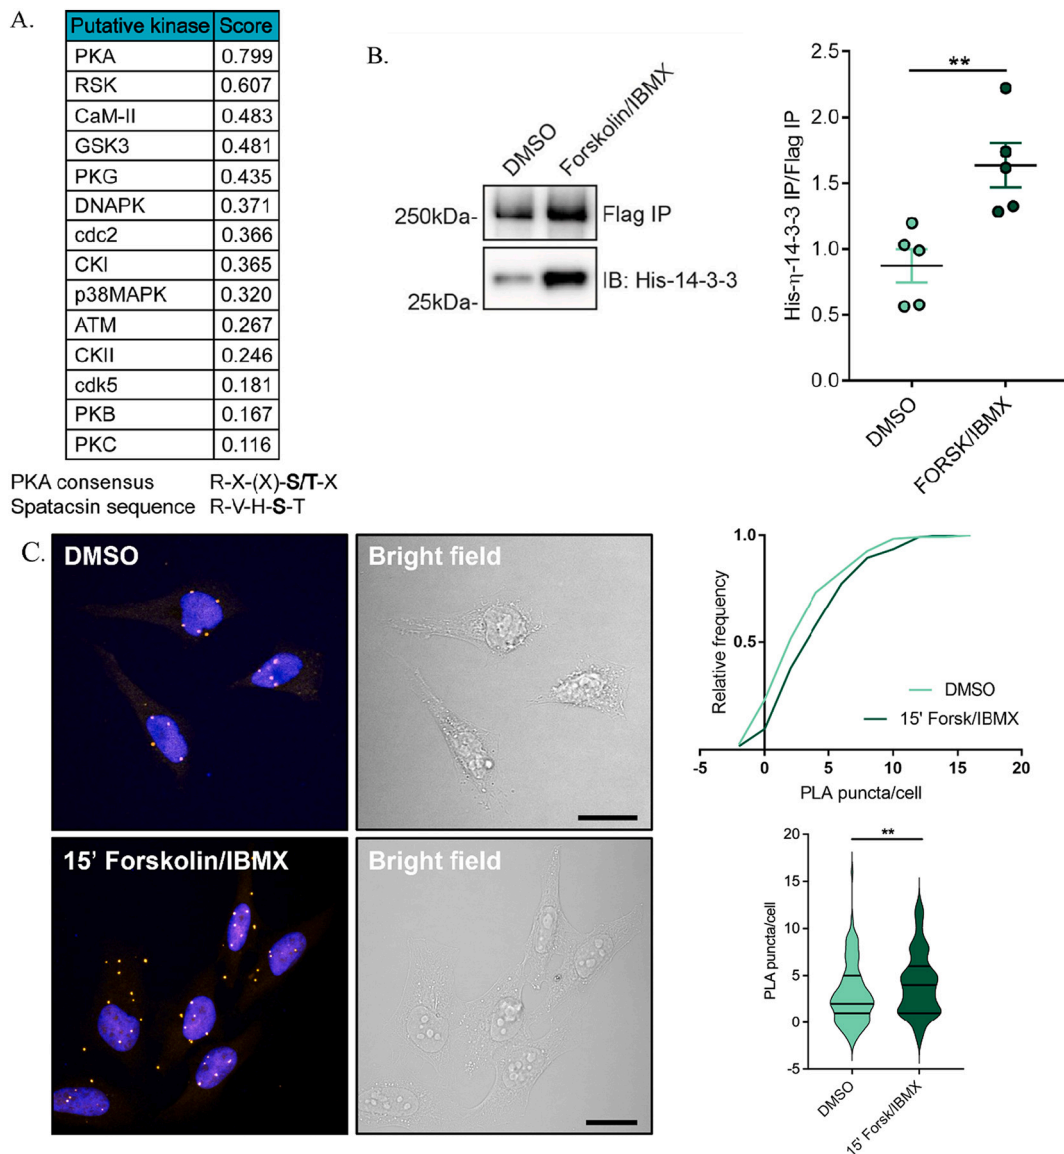 A.
Putative kinase Score
PKA 0.799
RSK 0.607
CaM-II 0.483
GSK3 0.481
PKG 0.435
DNAPK 0.371
cdc2 0.366
CKI 0.365
p38MAPK 0.320
ATM 0.267
CKII 0.246
cdk5 0.181
PKB 0.167
PKC 0.116
PKA consensus R-X-(X)-S/T-X
Spatacsin sequence R-V-H-S-T
B.
DMSO
Forskolin/IBMX
250kDa-
Flag IP
25kDa-
IB: His-14-3-3
His-η-14-3-3 IP/Flag IP
2.5
2.0
1.5
1.0
0.5
0.0
**
DMSO
FORSK/IBMX
C.
DMSO
Bright field
15' Forskolin/IBMX
Bright field
Relative frequency
1.0
0.5
DMSO
15' Forsk/IBMX
-5 0 5 10 15 20
PLA puncta/cell
PLA puncta/cell
20
15
10
5
0
-5
**
DMSO
15' Forsk/IBMX